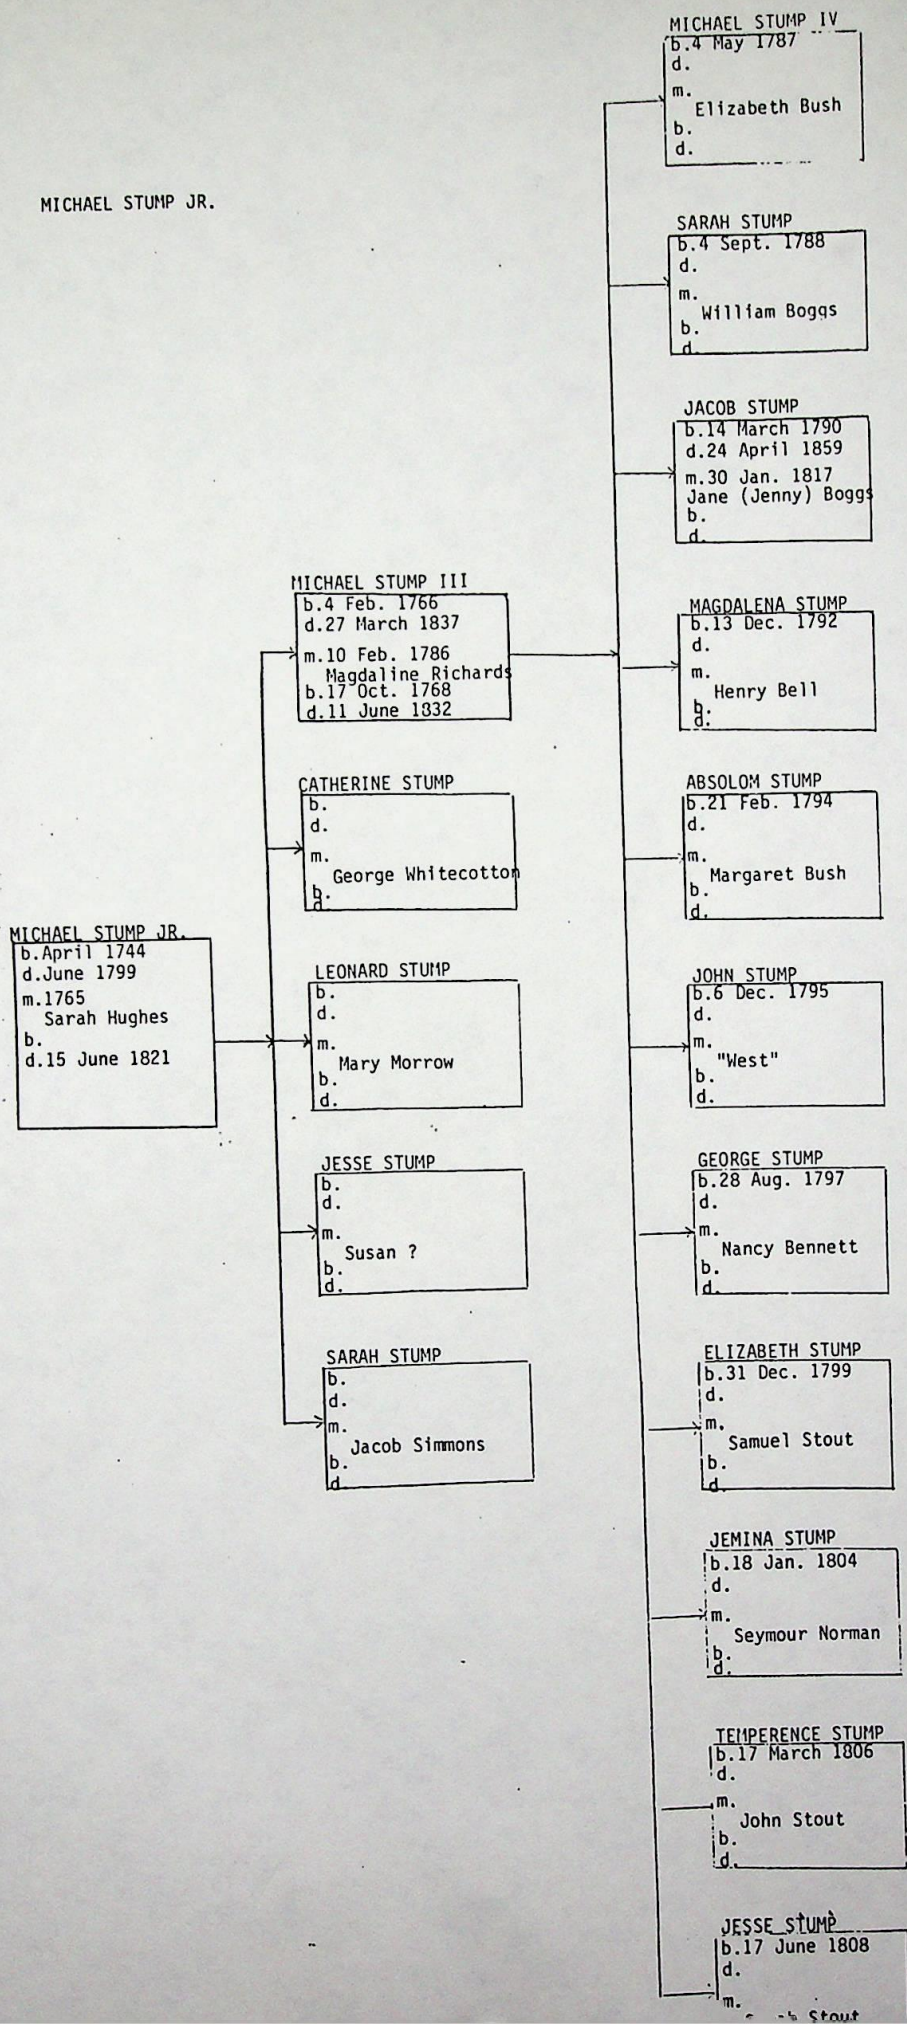 MICHAEL STUMP JR.
MICHAEL STUMP JR.
b.April 1744
d.June 1799
m.1765
Sarah Hughes
b.
d.15 June 1821
MICHAEL STUMP III
b.4 Feb. 1766
d.27 March 1837
m.10 Feb. 1786
Magdaline Richards
b.17 Oct. 1768
d.11 June 1832
CATHERINE STUMP
b.
d.
m.
George Whitecotton
b.
d.
LEONARD STUMP
b.
d.
m.
Mary Morrow
b.
d.
JESSE STUMP
b.
d.
m.
Susan ?
b.
d.
SARAH STUMP
b.
d.
m.
Jacob Simmons
b.
d.
MICHAEL STUMP IV
b.4 May 1787
d.
m.
Elizabeth Bush
b.
d.
SARAH STUMP
b.4 Sept. 1788
d.
m.
William Boggs
b.
d.
JACOB STUMP
b.14 March 1790
d.24 April 1859
m.30 Jan. 1817
Jane (Jenny) Boggs
b.
d.
MAGDALENA STUMP
b.13 Dec. 1792
d.
m.
Henry Bell
b.
d.
ABSOLOM STUMP
b.21 Feb. 1794
d.
m.
Margaret Bush
b.
d.
JOHN STUMP
b.6 Dec. 1795
d.
m.
"West"
b.
d.
GEORGE STUMP
b.28 Aug. 1797
d.
m.
Nancy Bennett
b.
d.
ELIZABETH STUMP
b.31 Dec. 1799
d.
m.
Samuel Stout
b.
d.
JEMINA STUMP
b.18 Jan. 1804
d.
m.
Seymour Norman
b.
d.
TEMPERENCE STUMP
b.17 March 1806
d.
m.
John Stout
b.
d.
JESSE STUMP
b.17 June 1808
d.
m.
Stout